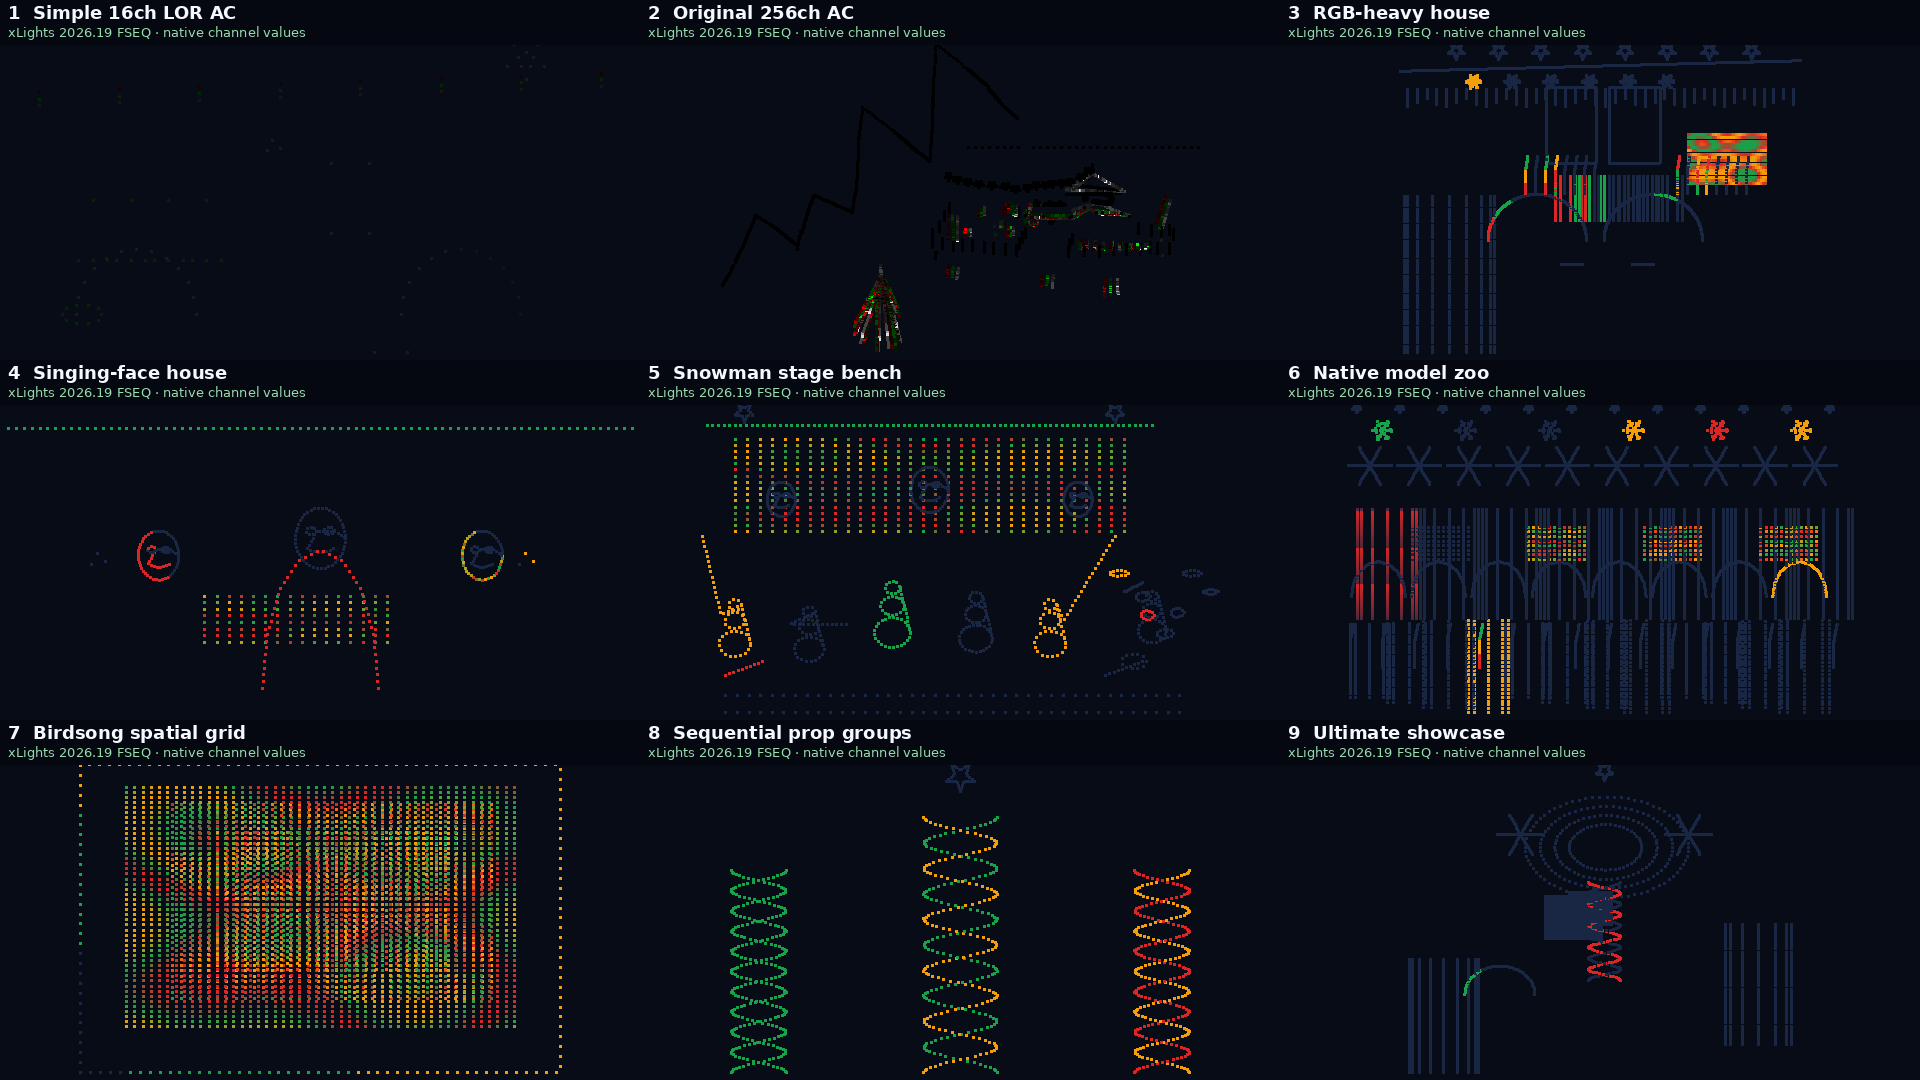 1 Simple 16ch LOR AC
xLights 2026.19 FSEQ · native channel values
2 Original 256ch AC
xLights 2026.19 FSEQ · native channel values
3 RGB-heavy house
xLights 2026.19 FSEQ · native channel values
4 Singing-face house
xLights 2026.19 FSEQ · native channel values
5 Snowman stage bench
xLights 2026.19 FSEQ · native channel values
6 Native model zoo
xLights 2026.19 FSEQ · native channel values
7 Birdsong spatial grid
xLights 2026.19 FSEQ · native channel values
8 Sequential prop groups
xLights 2026.19 FSEQ · native channel values
9 Ultimate showcase
xLights 2026.19 FSEQ · native channel values